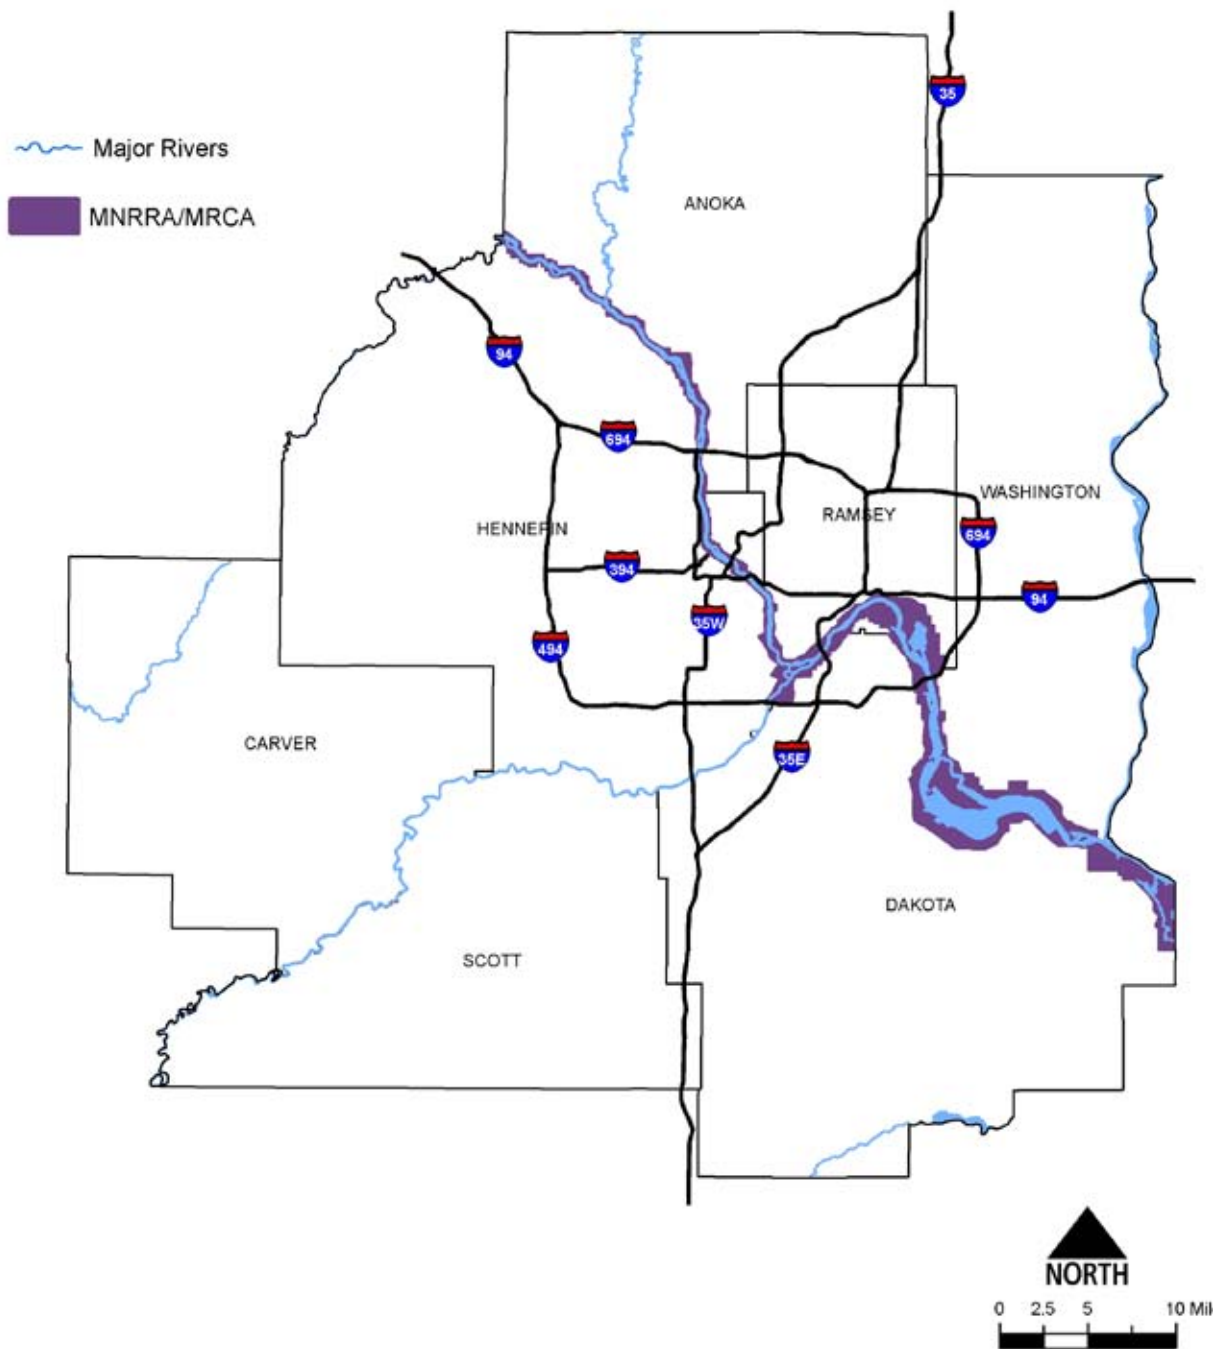 35
Major Rivers
MNRRA/MRCA
ANOKA
94
694
WASHINGTON
RAMSEY
HENNEPIN
694
394
94
35W
494
CARVER
35E
DAKOTA
SCOTT
NORTH
0 2.5 5 10 Mil